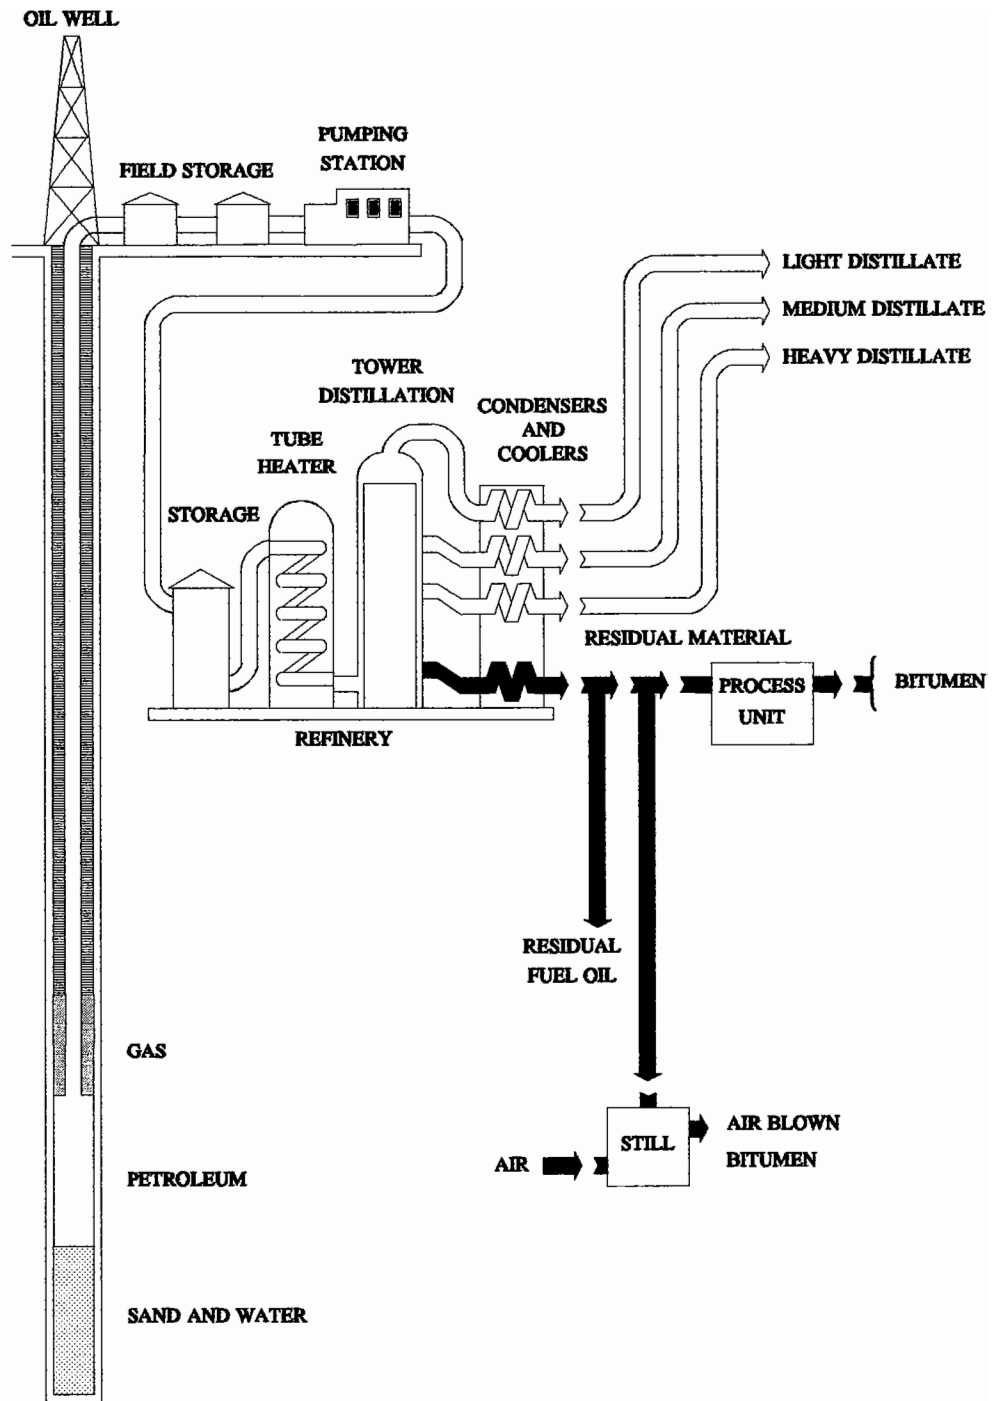 OIL WELL
PUMPING
STATION
FIELD STORAGE
LIGHT DISTILLATE
MEDIUM DISTILLATE
HEAVY DISTILLATE
TOWER
DISTILLATION
CONDENSERS
AND
COOLERS
TUBE
HEATER
STORAGE
RESIDUAL MATERIAL
PROCESS
UNIT
BITUMEN
REFINERY
RESIDUAL
FUEL OIL
GAS
AIR BLOWN
BITUMEN
STILL
AIR
PETROLEUM
SAND AND WATER